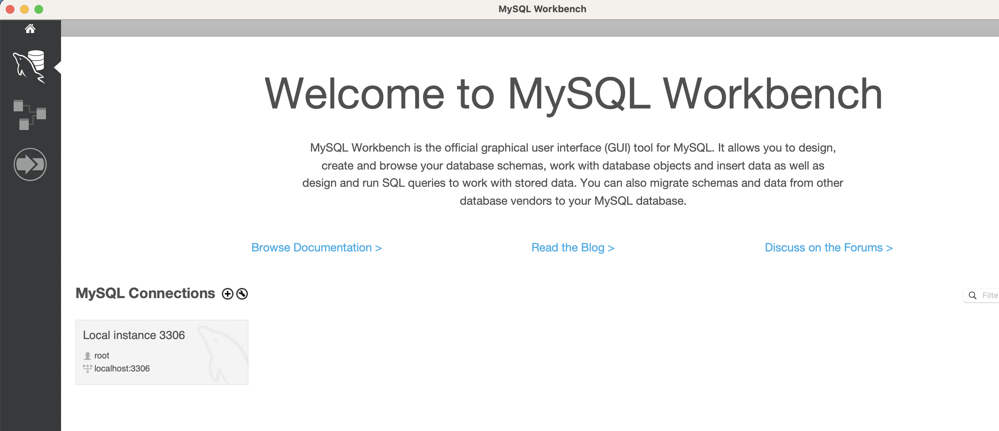 MySQL Workbench
Welcome to MySQL Workbench
MySQL Workbench is the official graphical user interface (GUI) tool for MySQL. It allows you to design,
create and browse your database schemas, work with database objects and insert data as well as
design and run SQL queries to work with stored data. You can also migrate schemas and data from other
database vendors to your MySQL database.
Browse Documentation > Read the Blog > Discuss on the Forums >
MySQL Connections
Filte
Local instance 3306
root
localhost:3306